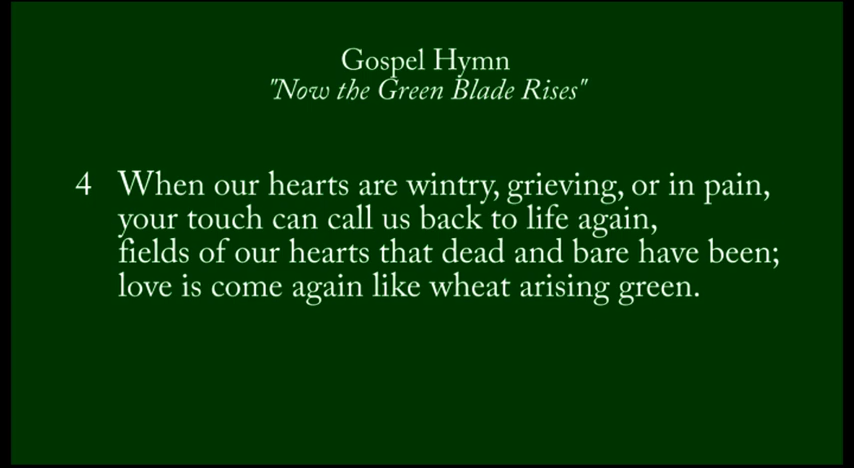 Gospel Hymn
"Now the Green Blade Rises"
4 When our hearts are wintry, grieving, or in pain,
your touch can call us back to life again,
fields of our hearts that dead and bare have been;
love is come again like wheat arising green.